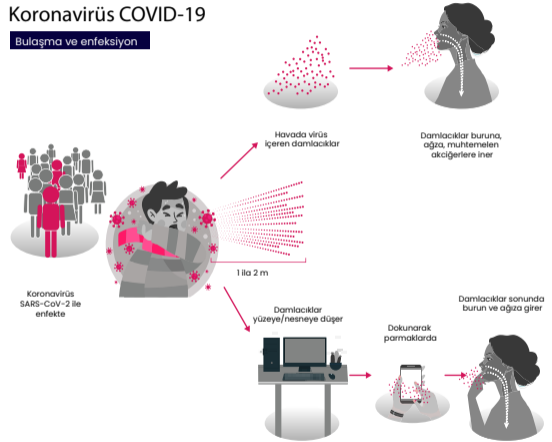 Koronavirüs COVID-19
Bulaşma ve enfeksiyon
Havada virüs
içeren damlacıklar
Damlacıklar buruna,
ağza, muhtemelen
akciğerlere iner
1 ila 2 m
Koronavirüs
SARS-CoV-2 ile
enfekte
Damlacıklar
yüzeye/nesneye düşer
Dokunarak
parmaklarda
Damlacıklar sonunda
burun ve ağıza girer